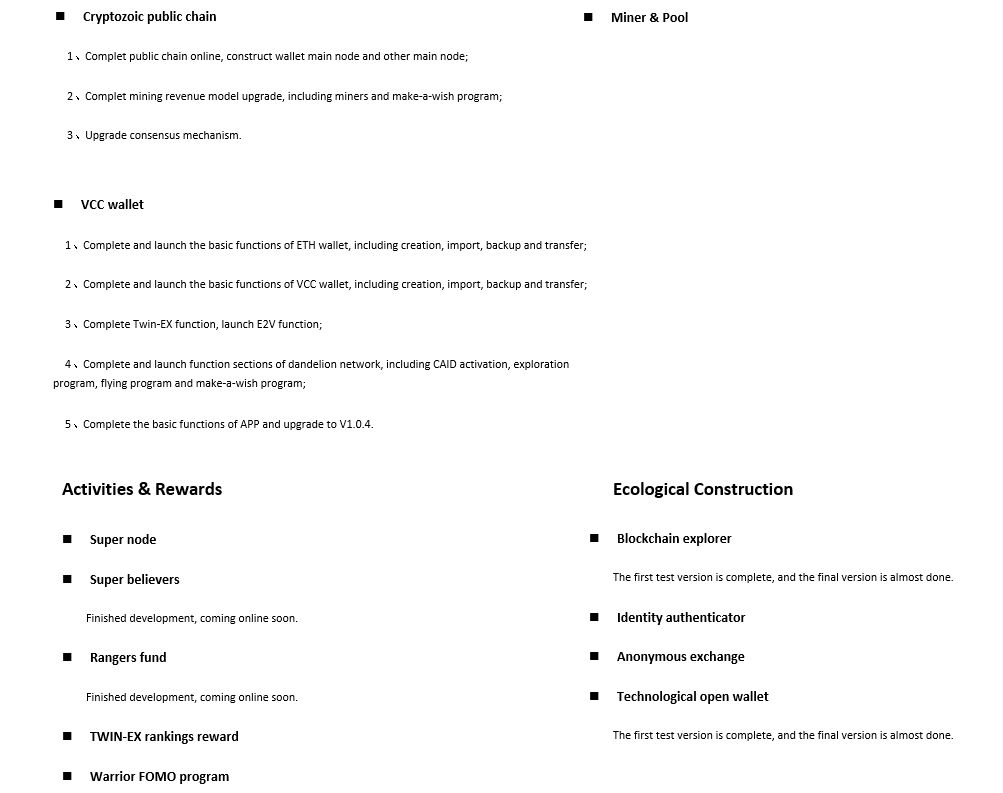 ■ Cryptozoic public chain
1、Complet public chain online, construct wallet main node and other main node;
2、Complet mining revenue model upgrade, including miners and make-a-wish program;
3、Upgrade consensus mechanism.
■ Miner & Pool
■ VCC wallet
1、Complete and launch the basic functions of ETH wallet, including creation, import, backup and transfer;
2、Complete and launch the basic functions of VCC wallet, including creation, import, backup and transfer;
3、Complete Twin-EX function, launch E2V function;
4、Complete and launch function sections of dandelion network, including CAID activation, exploration
program, flying program and make-a-wish program;
5、Complete the basic functions of APP and upgrade to V1.0.4.
Activities & Rewards
■ Super node
■ Super believers
Finished development, coming online soon.
■ Rangers fund
Finished development, coming online soon.
■ TWIN-EX rankings reward
■ Warrior FOMO program
Ecological Construction
■ Blockchain explorer
The first test version is complete, and the final version is almost done.
■ Identity authenticator
■ Anonymous exchange
■ Technological open wallet
The first test version is complete, and the final version is almost done.